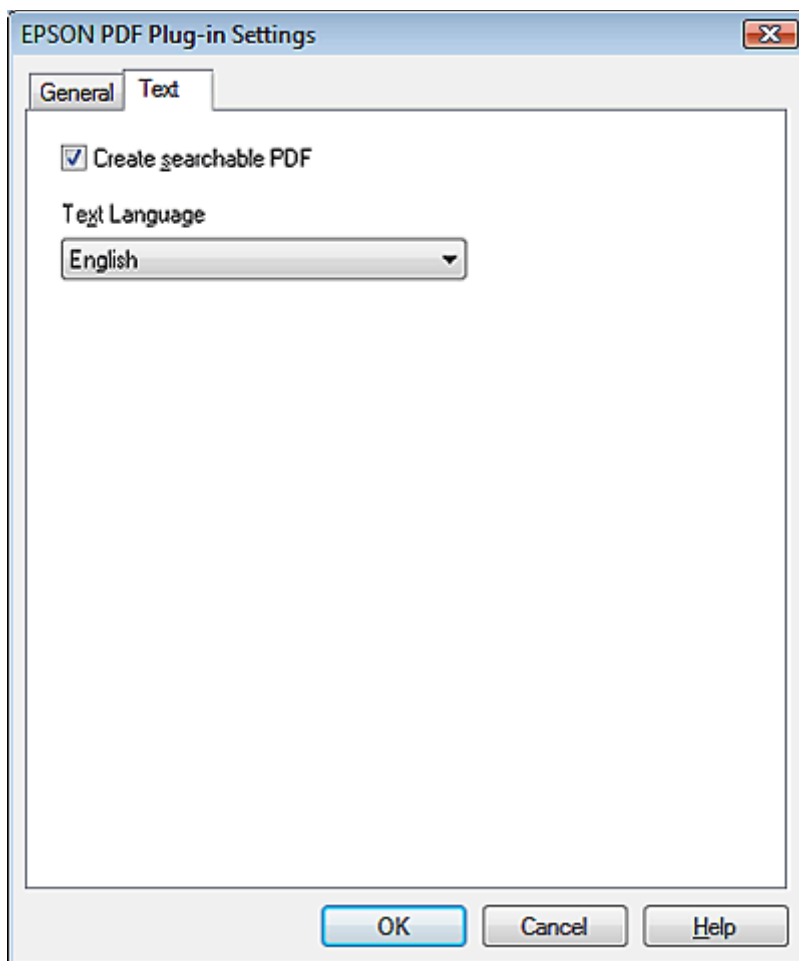 EPSON PDF Plug-in Settings
General Text
Create searchable PDF
Text Language
English
OK Cancel Help